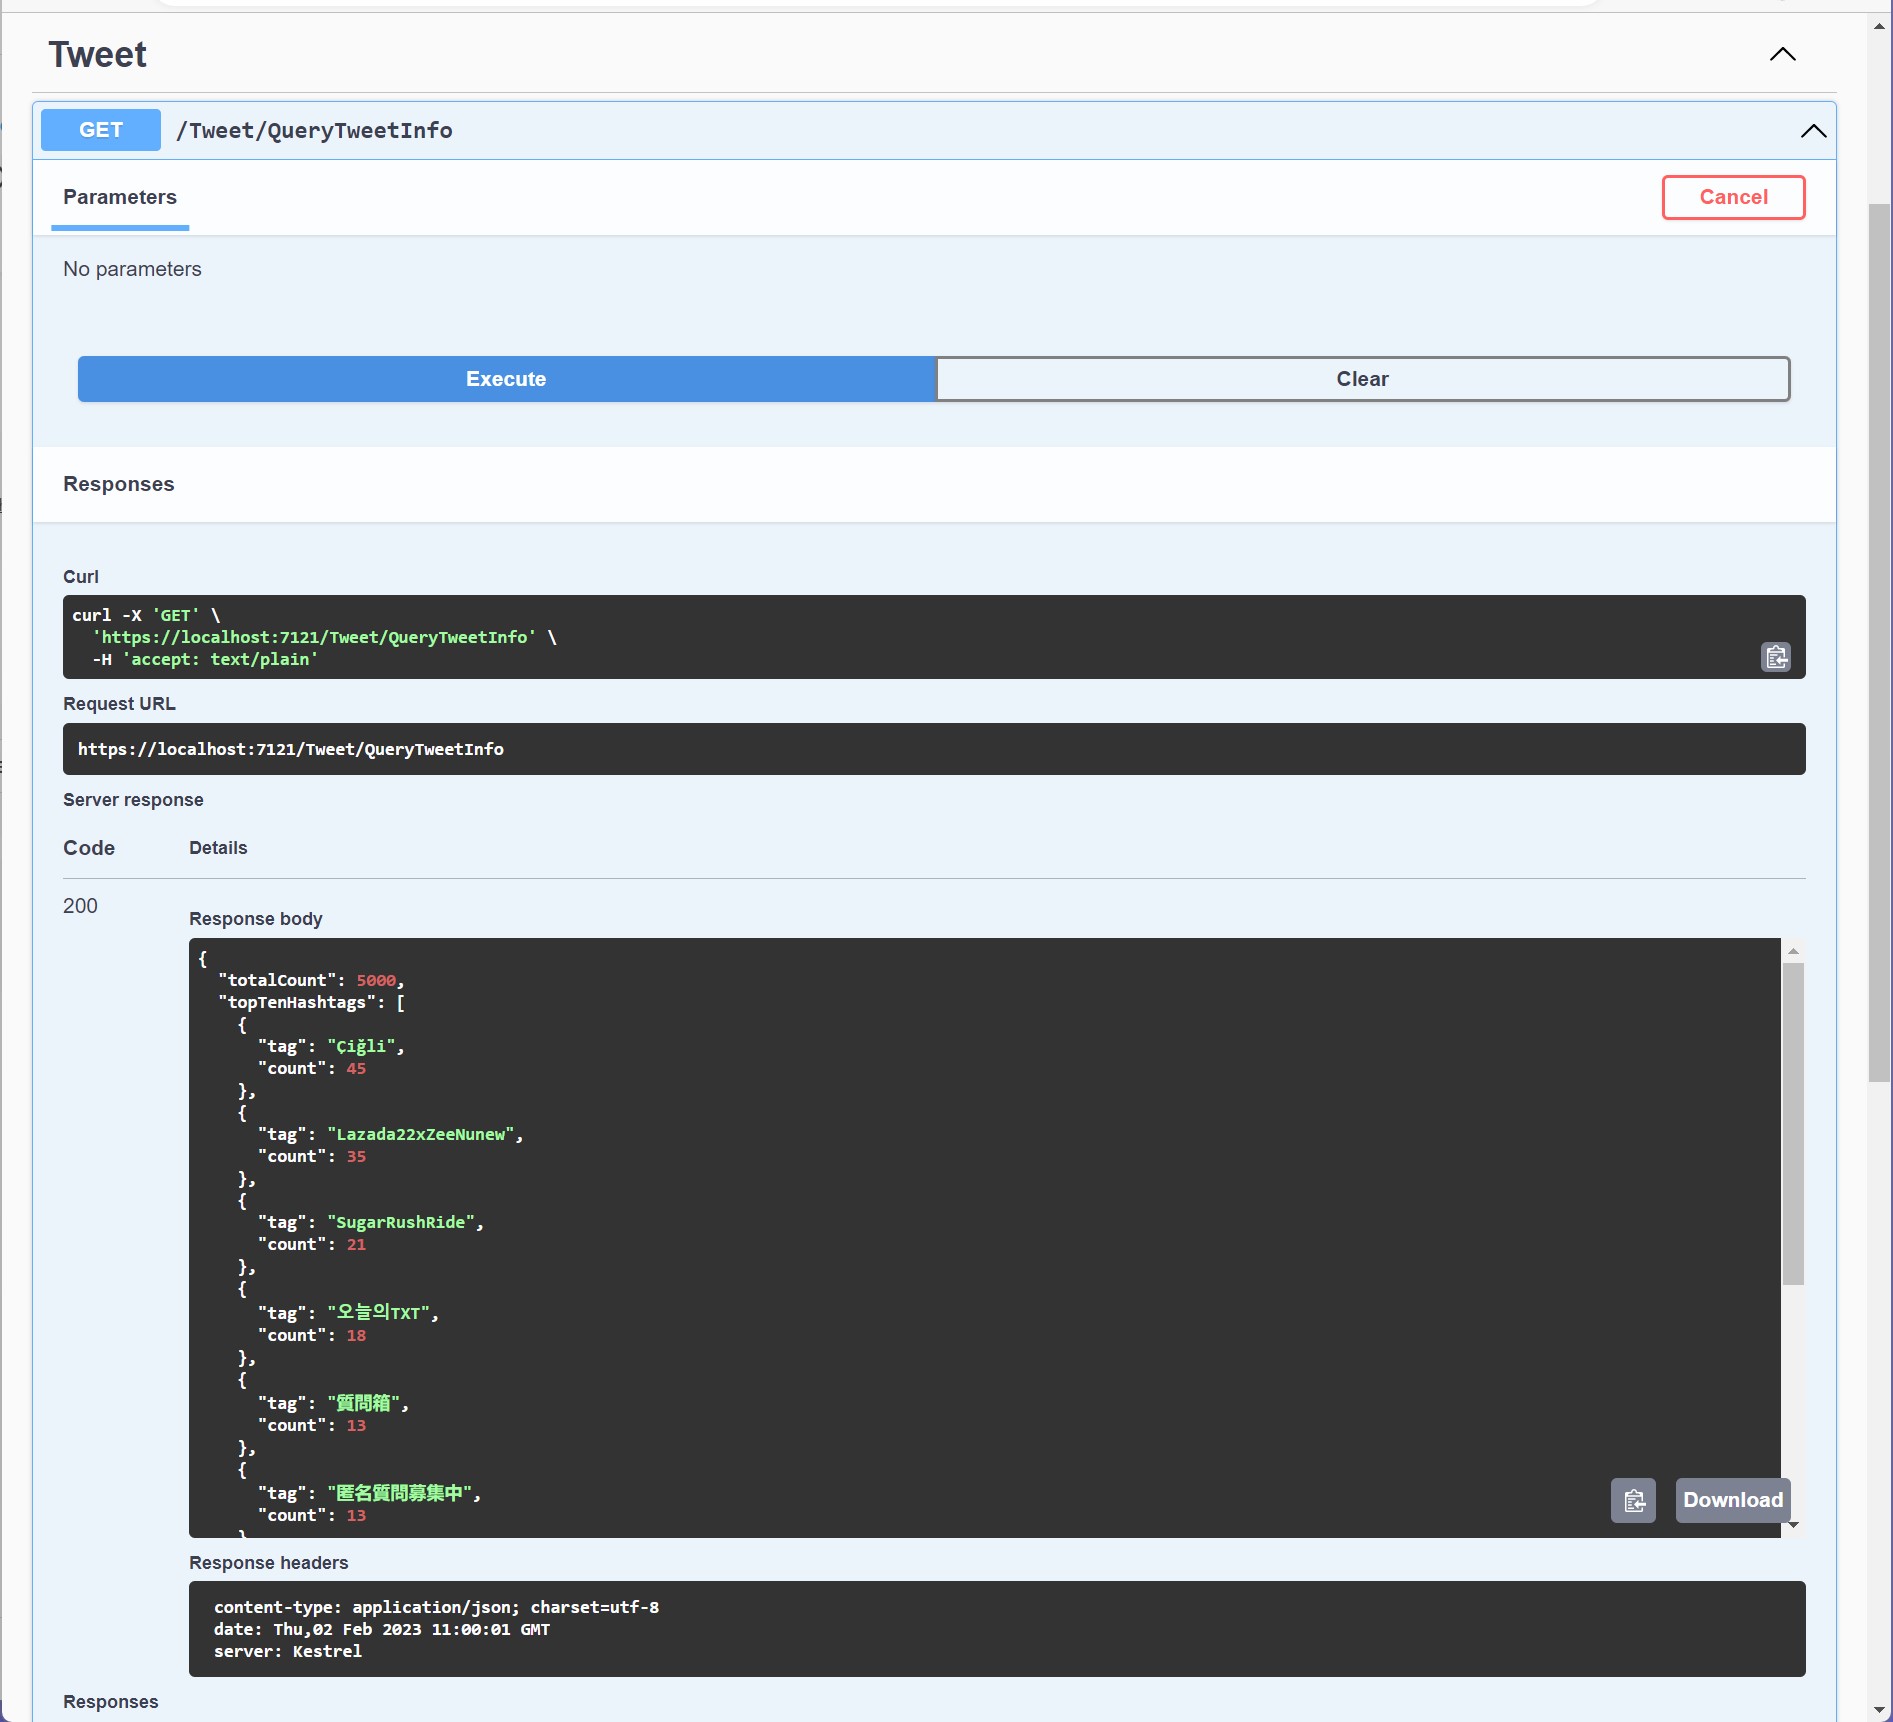 Tweet
GET /Tweet/QueryTweetInfo
Parameters
Cancel
No parameters
Execute
Clear
Responses
Curl
curl -X 'GET' \
  'https://localhost:7121/Tweet/QueryTweetInfo' \
  -H 'accept: text/plain'
Request URL
https://localhost:7121/Tweet/QueryTweetInfo
Server response
Code Details
200
Response body
{
  "totalCount": 5000,
  "topTenHashtags": [
    {
      "tag": "Çiğli",
      "count": 45
    },
    {
      "tag": "Lazada22xZeeNunew",
      "count": 35
    },
    {
      "tag": "SugarRushRide",
      "count": 21
    },
    {
      "tag": "오늘의TXT",
      "count": 18
    },
    {
      "tag": "質問箱",
      "count": 13
    },
    {
      "tag": "匿名質問募集中",
      "count": 13
    }
Download
Response headers
content-type: application/json; charset=utf-8
date: Thu,02 Feb 2023 11:00:01 GMT
server: Kestrel
Responses